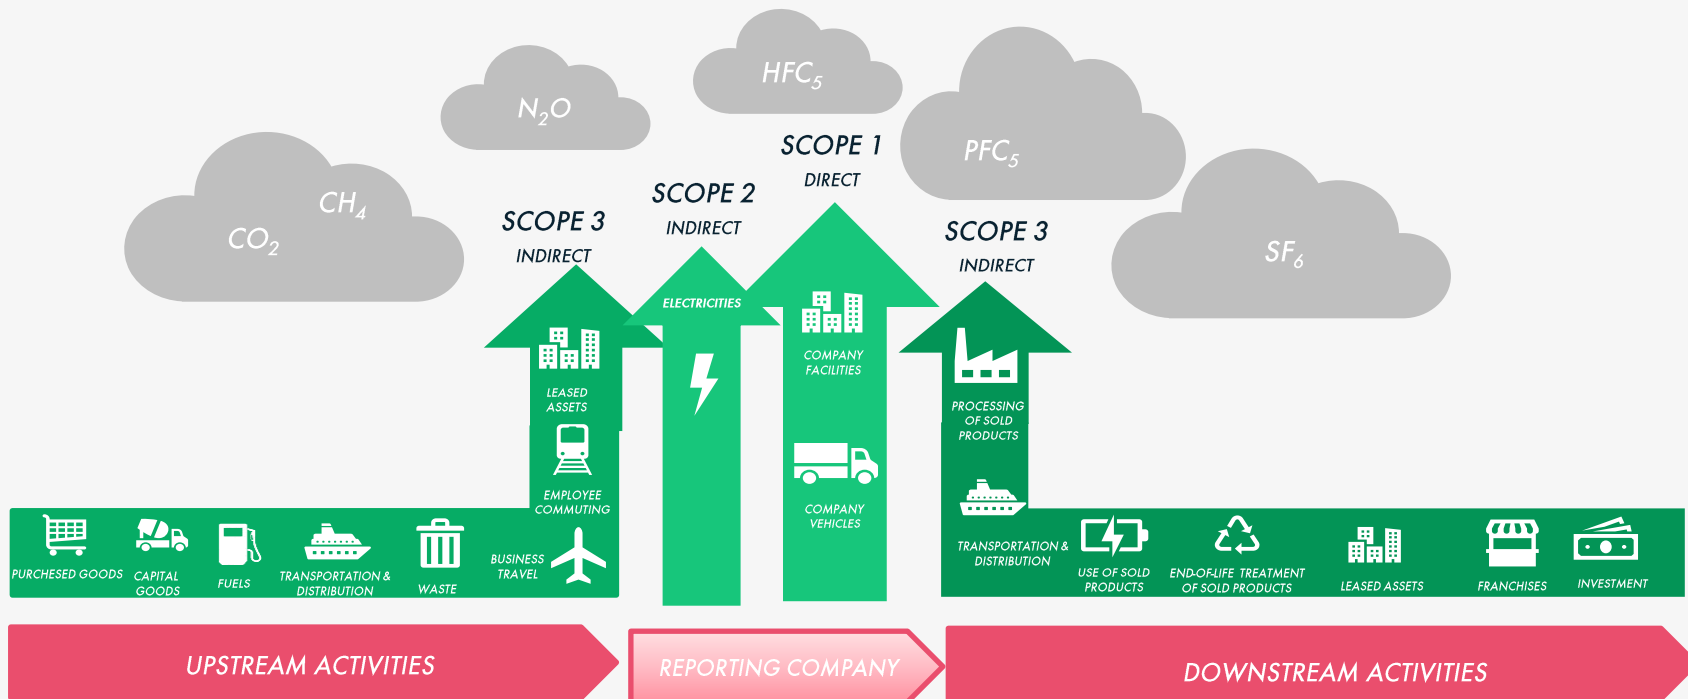 HFC₅
N₂O
SCOPE 1
DIRECT
PFC₅
CH₄
CO₂
SCOPE 2
INDIRECT
SCOPE 3
INDIRECT
SCOPE 3
INDIRECT
SF₆
ELECTRICITIES
COMPANY
FACILITIES
COMPANY
VEHICLES
LEASED
ASSETS
EMPLOYEE
COMMUTING
BUSINESS
TRAVEL
PROCESSING
OF SOLD
PRODUCTS
TRANSPORTATION &
DISTRIBUTION
PURCHESED GOODS
CAPITAL
GOODS
FUELS
TRANSPORTATION &
DISTRIBUTION
WASTE
USE OF SOLD
PRODUCTS
END-OF-LIFE TREATMENT
OF SOLD PRODUCTS
LEASED ASSETS
FRANCHISES
INVESTMENT
UPSTREAM ACTIVITIES
REPORTING COMPANY
DOWNSTREAM ACTIVITIES